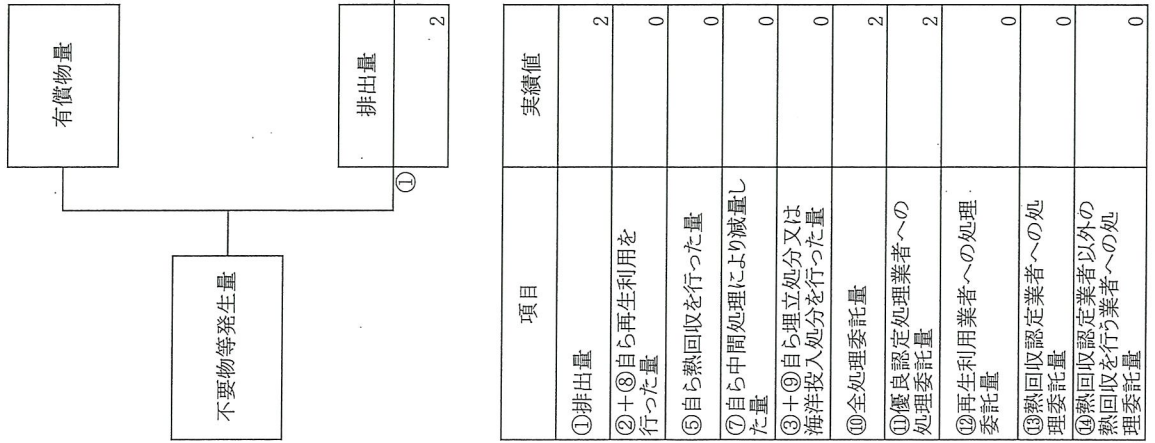 有償物量
不要物等発生量
排出量
①
2
項目
実績値
①排出量
2
②+⑧自ら再生利用を
行った量
0
⑤自ら熱回収を行った量
0
⑦自ら中間処理により減量し
た量
0
③+⑨自ら埋立処分又は
海洋投入処分を行った量
0
⑩全処理委託量
2
⑪優良認定処理業者への
処理委託量
2
⑫再生利用業者への処理
委託量
0
⑬熱回収認定業者への処
理委託量
0
⑭熱回収認定業者以外の
熱回収を行う業者への処
理委託量
0